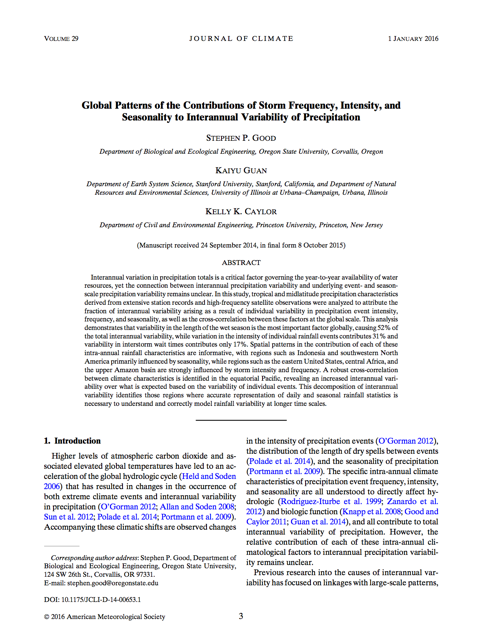 VOLUME 29
JOURNAL OF CLIMATE
1 JANUARY 2016
Global Patterns of the Contributions of Storm Frequency, Intensity, and
Seasonality to Interannual Variability of Precipitation
STEPHEN P. GOOD
Department of Biological and Ecological Engineering, Oregon State University, Corvallis, Oregon
KAIYU GUAN
Department of Earth System Science, Stanford University, Stanford, California, and Department of Natural
Resources and Environmental Sciences, University of Illinois at Urbana–Champaign, Urbana, Illinois
KELLY K. CAYLOR
Department of Civil and Environmental Engineering, Princeton University, Princeton, New Jersey
(Manuscript received 24 September 2014, in final form 8 October 2015)
ABSTRACT
Interannual variation in precipitation totals is a critical factor governing the year-to-year availability of water
resources, yet the connection between interannual precipitation variability and underlying event- and season-
scale precipitation variability remains unclear. In this study, tropical and midlatitude precipitation characteristics
derived from extensive station records and high-frequency satellite observations were analyzed to attribute the
fraction of interannual variability arising as a result of individual variability in precipitation event intensity,
frequency, and seasonality, as well as the cross-correlation between these factors at the global scale. This analysis
demonstrates that variability in the length of the wet season is the most important factor globally, causing 52% of
the total interannual variability, while variation in the intensity of individual rainfall events contributes 31% and
variability in interstorm wait times contributes only 17%. Spatial patterns in the contribution of each of these
intra-annual rainfall characteristics are informative, with regions such as Indonesia and southwestern North
America primarily influenced by seasonality, while regions such as the eastern United States, central Africa, and
the upper Amazon basin are strongly influenced by storm intensity and frequency. A robust cross-correlation
between climate characteristics is identified in the equatorial Pacific, revealing an increased interannual vari-
ability over what is expected based on the variability of individual events. This decomposition of interannual
variability identifies those regions where accurate representation of daily and seasonal rainfall statistics is
necessary to understand and correctly model rainfall variability at longer time scales.
1. Introduction
Higher levels of atmospheric carbon dioxide and as-
sociated elevated global temperatures have led to an ac-
celeration of the global hydrologic cycle (Held and Soden
2006) that has resulted in changes in the occurrence of
both extreme climate events and interannual variability
in precipitation (O'Gorman 2012; Allan and Soden 2008;
Sun et al. 2012; Polade et al. 2014; Portmann et al. 2009).
Accompanying these climatic shifts are observed changes
Corresponding author address: Stephen P. Good, Department of
Biological and Ecological Engineering, Oregon State University,
124 SW 26th St., Corvallis, OR 97331.
E-mail: stephen.good@oregonstate.edu
DOI: 10.1175/JCLI-D-14-00653.1
in the intensity of precipitation events (O'Gorman 2012),
the distribution of the length of dry spells between events
(Polade et al. 2014), and the seasonality of precipitation
(Portmann et al. 2009). The specific intra-annual climate
characteristics of precipitation event frequency, intensity,
and seasonality are all understood to directly affect hy-
drologic (Rodriguez-Iturbe et al. 1999; Zanardo et al.
2012) and biologic function (Knapp et al. 2008; Good and
Caylor 2011; Guan et al. 2014), and all contribute to total
interannual variability of precipitation. However, the
relative contribution of each of these intra-annual cli-
matological factors to interannual precipitation variabil-
ity remains unclear.
Previous research into the causes of interannual var-
iability has focused on linkages with large-scale patterns,
© 2016 American Meteorological Society
3